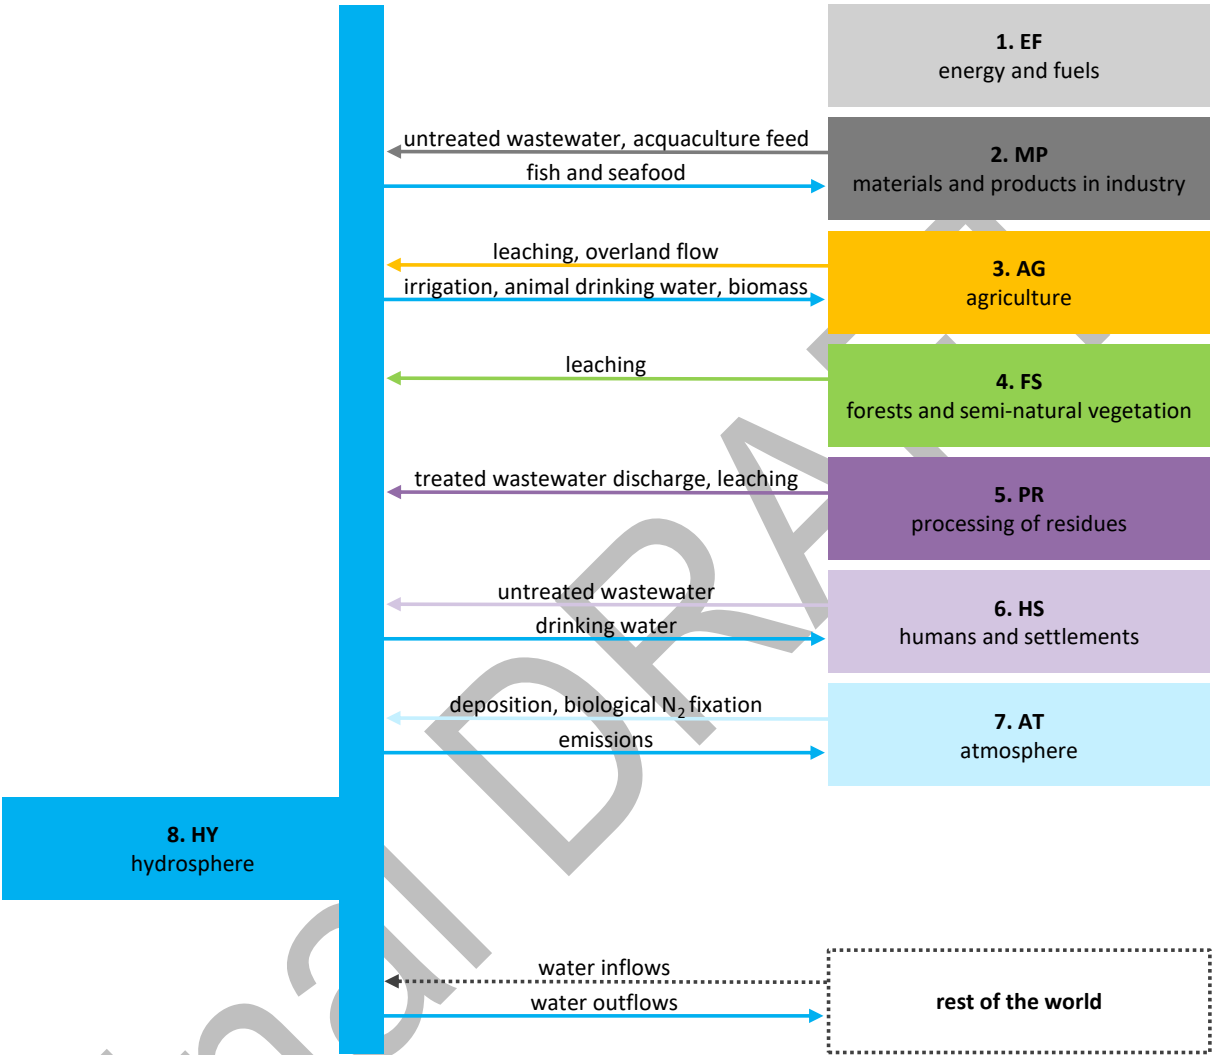 1. EF
energy and fuels
untreated wastewater, acquaculture feed
fish and seafood
2. MP
materials and products in industry
leaching, overland flow
irrigation, animal drinking water, biomass
3. AG
agriculture
leaching
4. FS
forests and semi-natural vegetation
treated wastewater discharge, leaching
5. PR
processing of residues
untreated wastewater
drinking water
6. HS
humans and settlements
deposition, biological N₂ fixation
emissions
7. AT
atmosphere
8. HY
hydrosphere
water inflows
water outflows
rest of the world
inal DRAFT